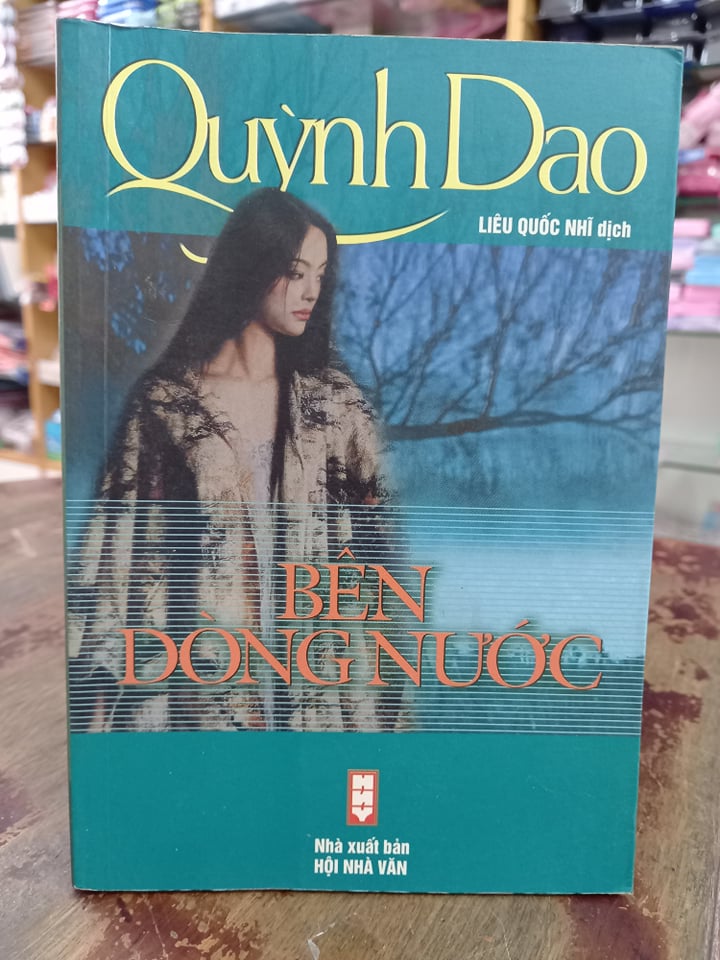 Quỳnh Dao
LIÊU QUỐC NHĨ dịch
BÊN
DÒNG NƯỚC
Nhà xuất bản
HỘI NHÀ VĂN